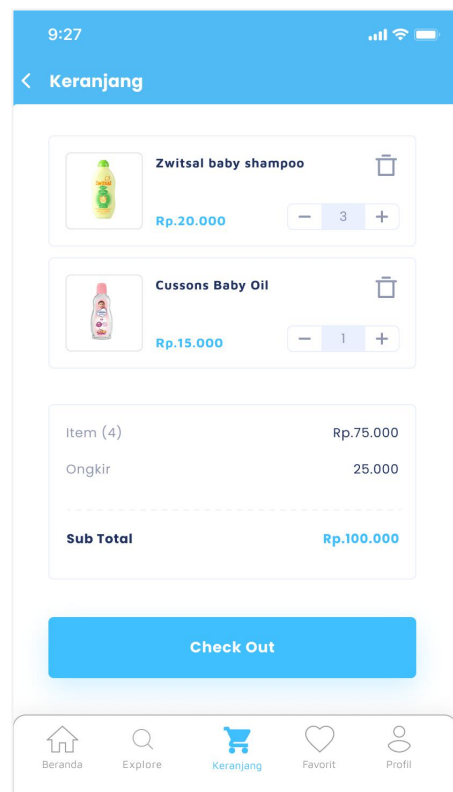 9:27
Keranjang
Zwitsal baby shampoo
Rp.20.000
3
Cussons Baby Oil
Rp.15.000
1
Item (4) Rp.75.000
Ongkir 25.000
Sub Total Rp.100.000
Check Out
Beranda Explore Keranjang Favorit Profil